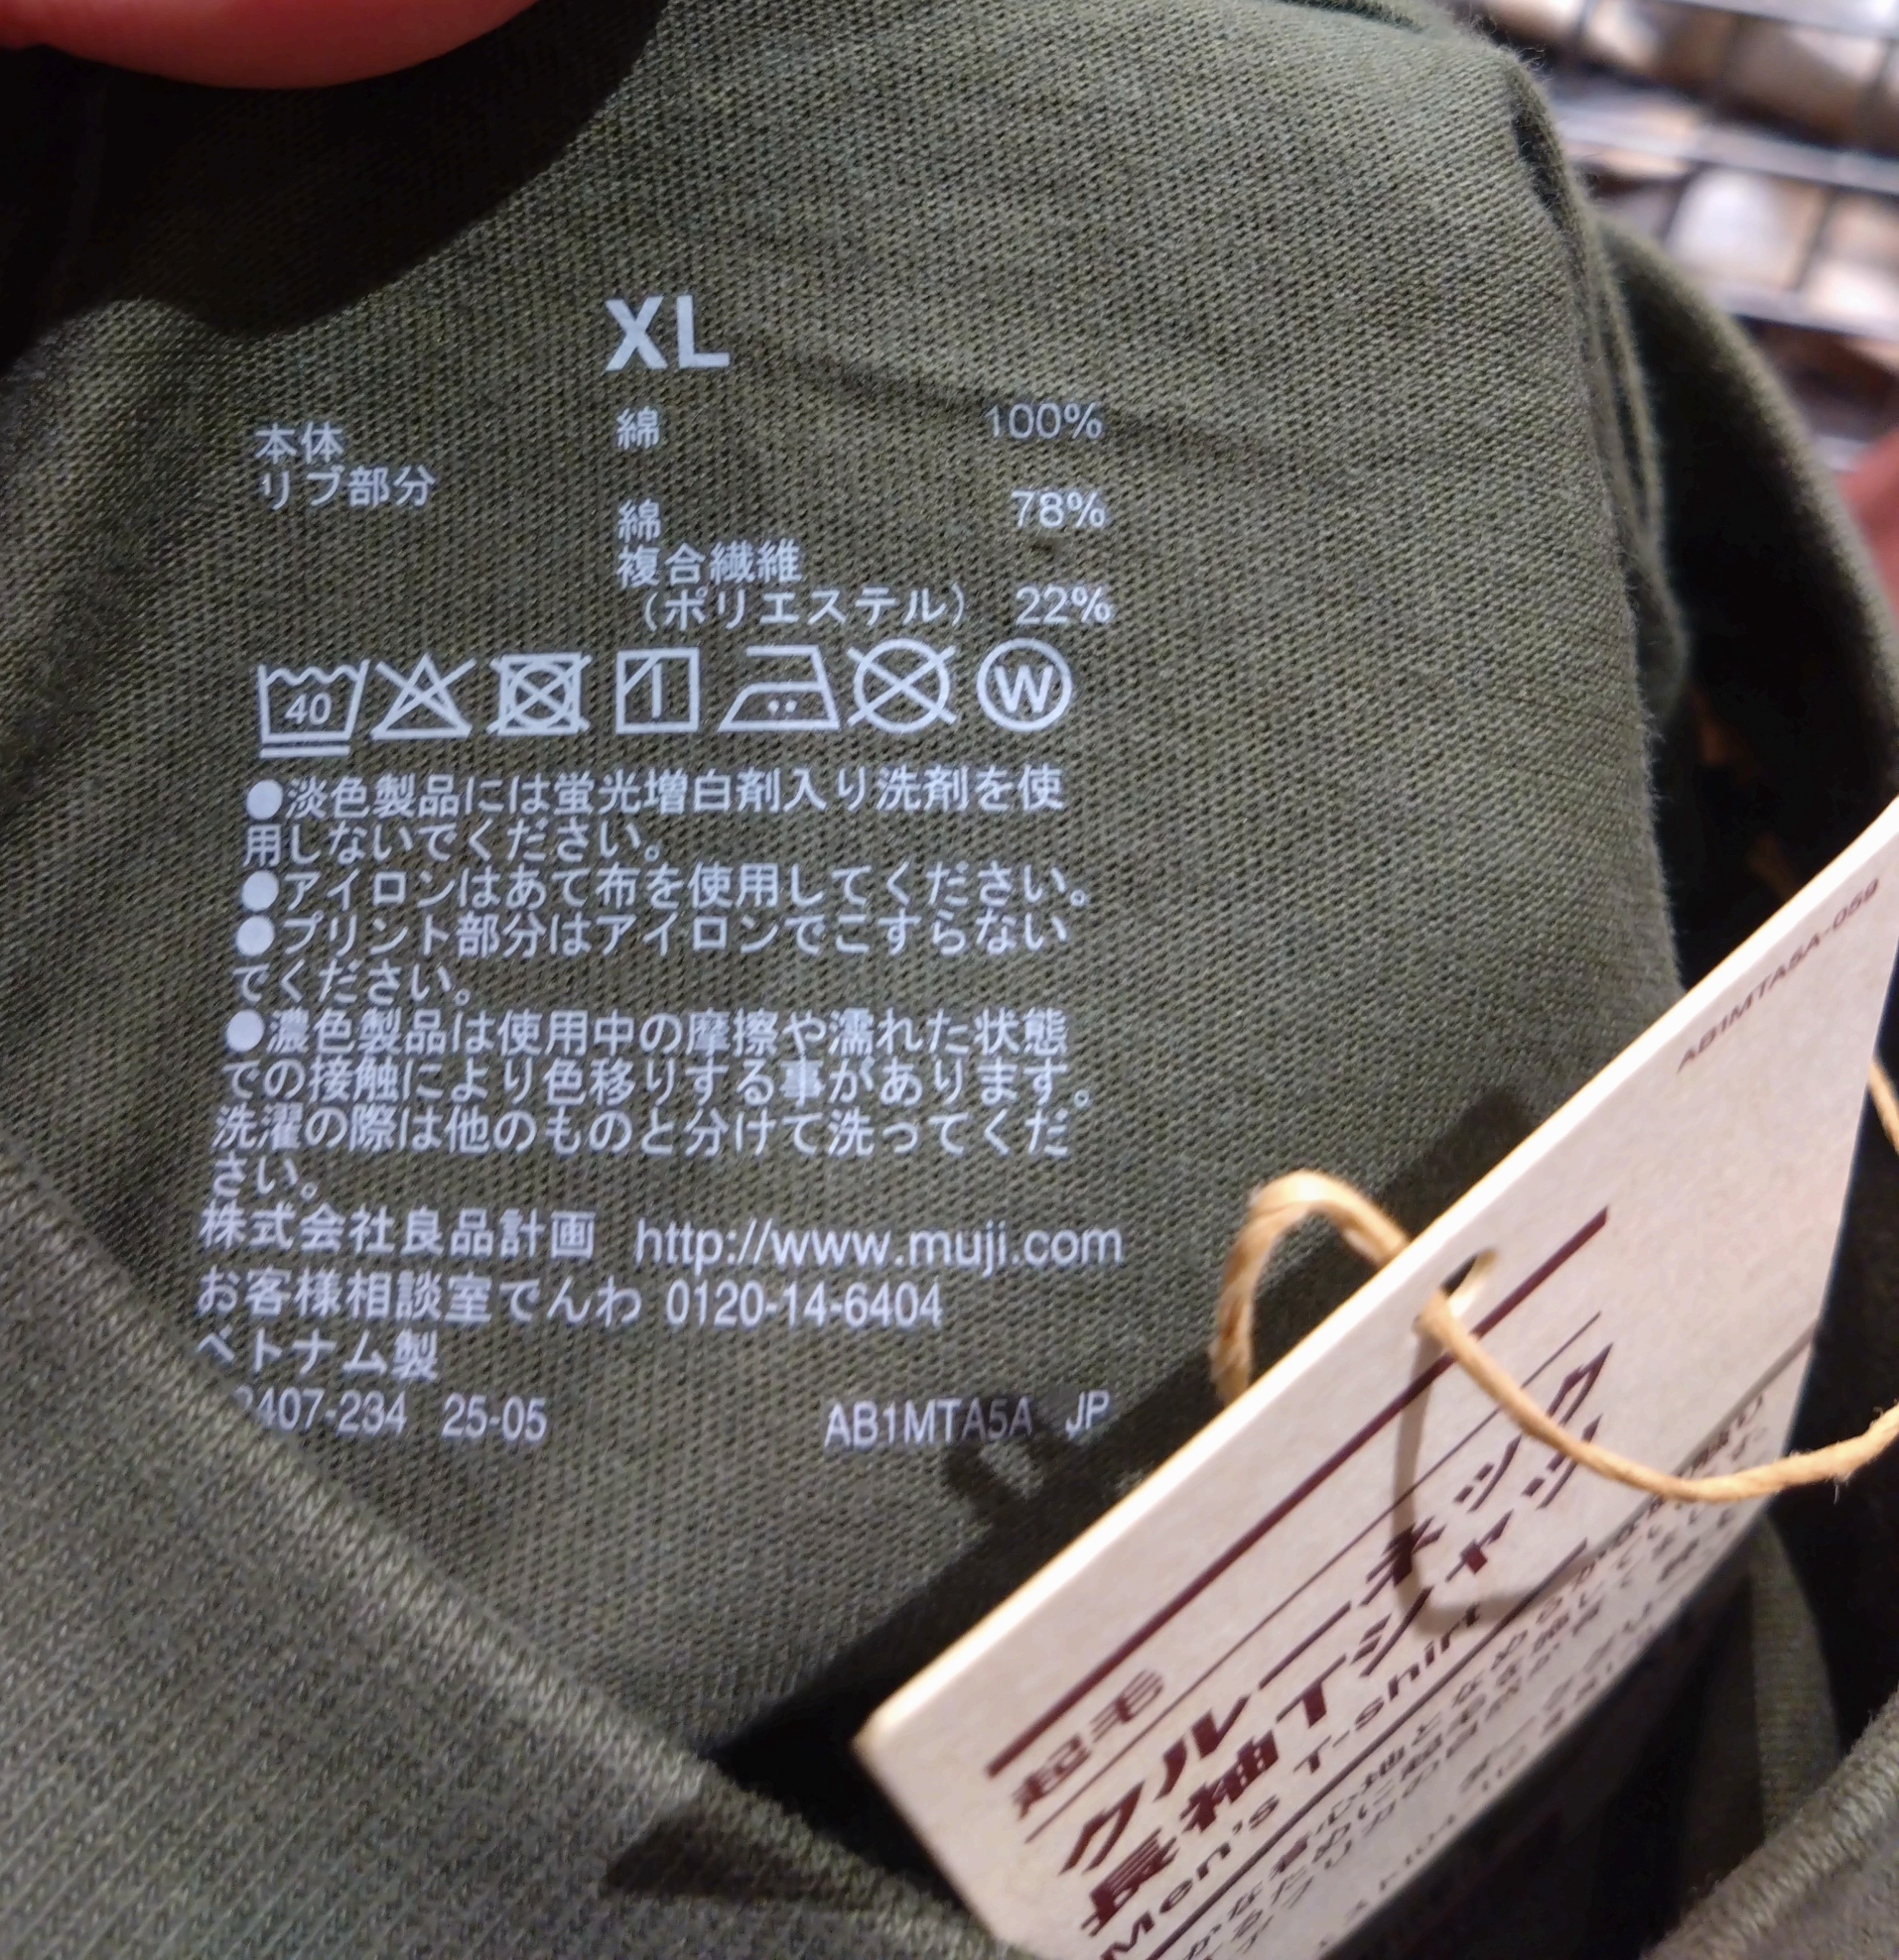 XL
本体 綿 100%
リブ部分
綿 78%
複合繊維
(ポリエステル) 22%
40
W
●淡色製品には蛍光増白剤入り洗剤を使
用しないでください。
●アイロンはあて布を使用してください。
●プリント部分はアイロンでこすらない
でください。
●濃色製品は使用中の摩擦や濡れた状態
での接触により色移りする事があります。
洗濯の際は他のものと分けて洗ってくだ
さい。
株式会社良品計画 http://www.muji.com
お客様相談室でんわ 0120-14-6404
ベトナム製
407-234 25-05 AB1MTA5A JP
AB1MTA5A-059
起毛
クルーネック
長袖Tシャツ
Men's T-shirt